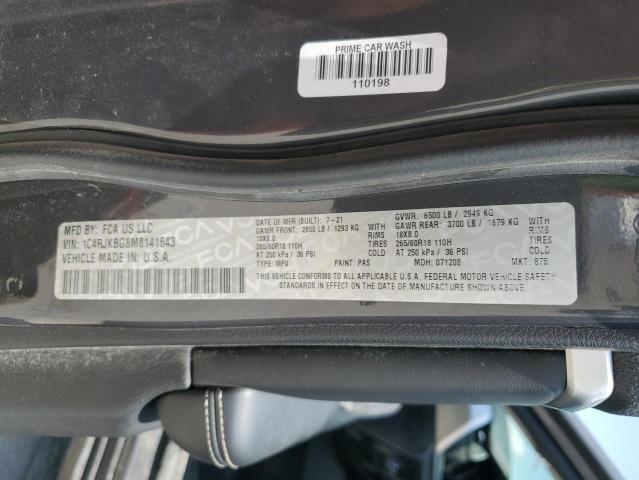 PRIME CAR WASH
110198
MFD BY: FCA US LLC
VIN: 1C4RJKBG8M8141643
VEHICLE MADE IN: U.S.A.
DATE OF MFR (BUILT): 7-21
GAWR FRONT: 2850 LB / 1293 KG
18X8.0 RIMS
265/60R18 110H TIRES
AT 250 kPa / 36 PSI COLD
TYPE: MPV PAINT: PAS
GVWR: 6500 LB / 2949 KG
GAWR REAR: 3700 LB / 1679 KG
18X8.0 RIMS
265/60R18 110H TIRES
AT 250 kPa / 36 PSI COLD
MDH: 071208 MKT: 875
THIS VEHICLE CONFORMS TO ALL APPLICABLE U.S.A. FEDERAL MOTOR VEHICLE SAFETY
STANDARDS IN EFFECT ON THE DATE OF MANUFACTURE SHOWN ABOVE.